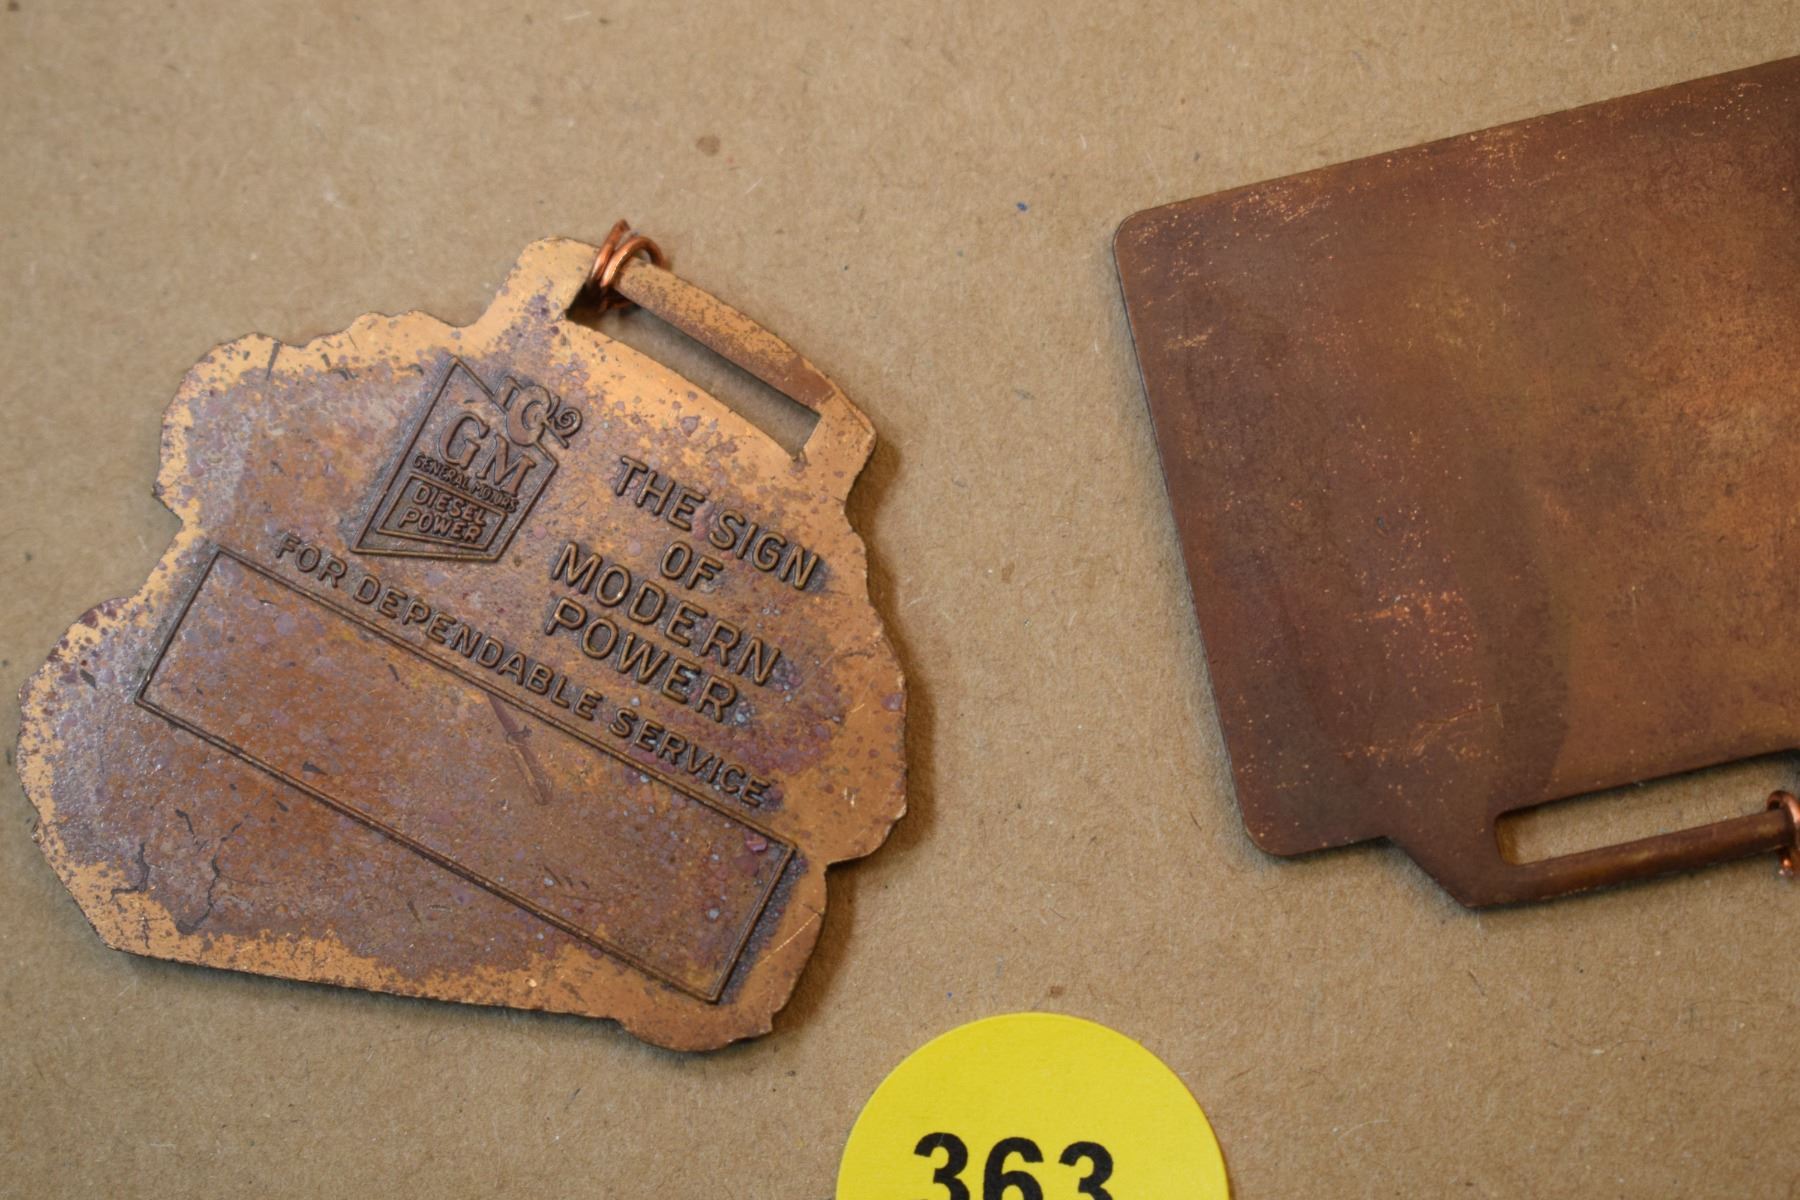 GM
GENERAL MOTORS
DIESEL
POWER
THE SIGN
OF
MODERN
POWER
FOR DEPENDABLE SERVICE
363